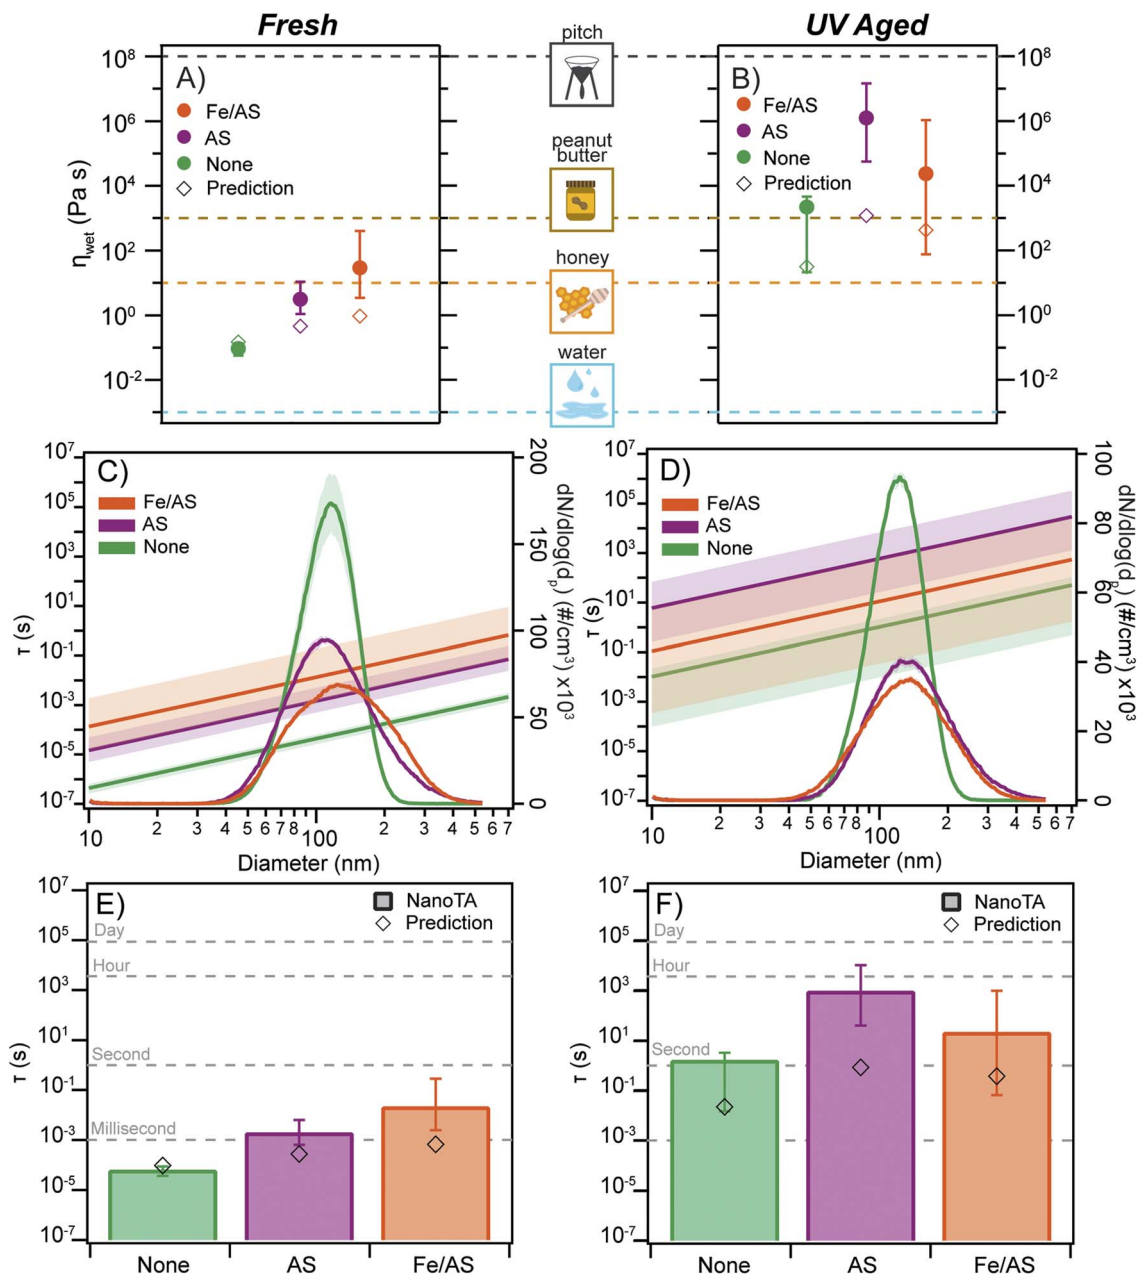 Fresh
UV Aged
pitch
peanut
butter
honey
water
A)
Fe/AS
AS
None
Prediction
η_wet (Pa s)
10⁸
10⁶
10⁴
10²
10⁰
10⁻²
B)
Fe/AS
AS
None
Prediction
10⁸
10⁶
10⁴
10²
10⁰
10⁻²
C)
Fe/AS
AS
None
τ (s)
10⁷
10⁵
10³
10¹
10⁻¹
10⁻³
10⁻⁵
10⁻⁷
200
150
100
50
0
dN/dlog(d_p) (#/cm³) x10³
10 2 3 4 5 6 7 8 100 2 3 4 5 6 7
Diameter (nm)
D)
Fe/AS
AS
None
τ (s)
10⁷
10⁵
10³
10¹
10⁻¹
10⁻³
10⁻⁵
10⁻⁷
100
80
60
40
20
0
dN/dlog(d_p) (#/cm³) x10³
10 2 3 4 5 6 7 8 100 2 3 4 5 6 7
Diameter (nm)
E)
NanoTA
Prediction
Day
Hour
Second
Millisecond
τ (s)
10⁷
10⁵
10³
10¹
10⁻¹
10⁻³
10⁻⁵
10⁻⁷
None AS Fe/AS
F)
NanoTA
Prediction
Day
Hour
Second
τ (s)
10⁷
10⁵
10³
10¹
10⁻¹
10⁻³
10⁻⁵
10⁻⁷
None AS Fe/AS